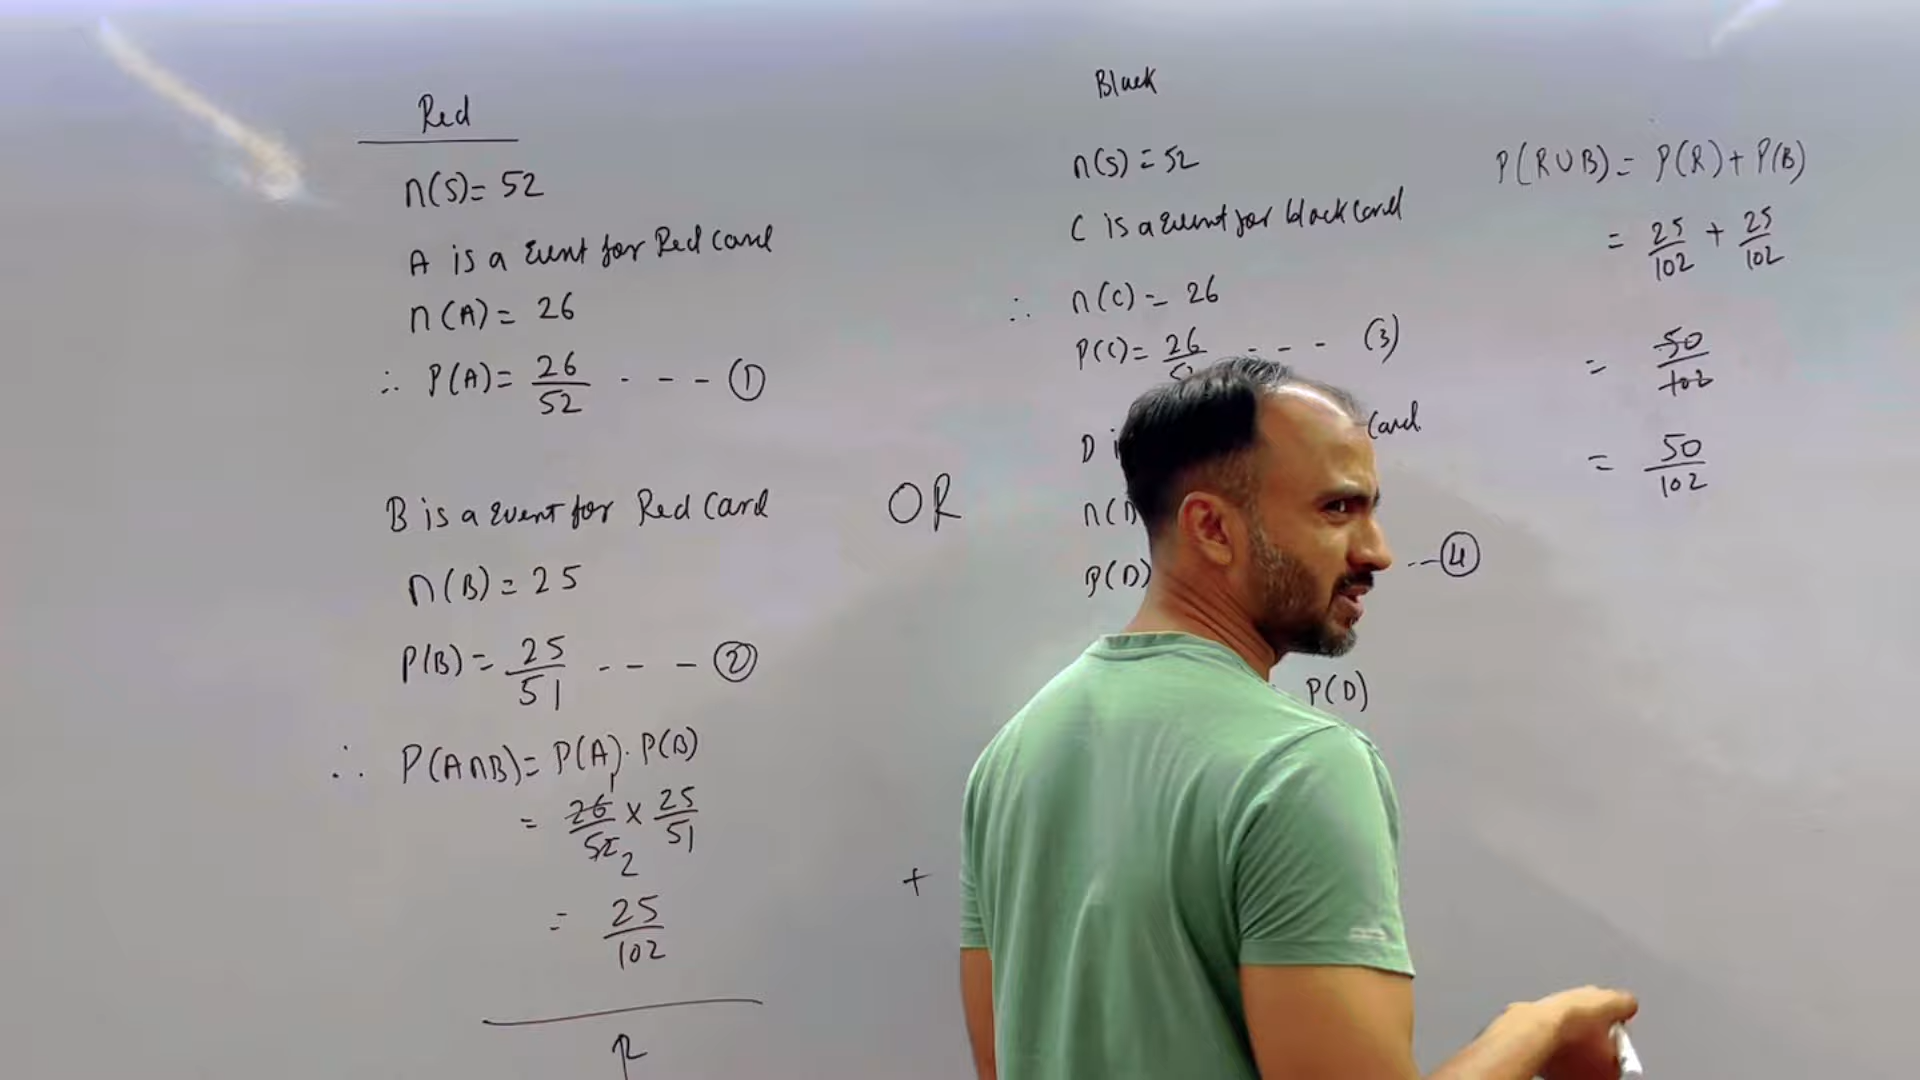 Red
n(S)= 52
A is a Event for Red Card
n(A)= 26
∴ P(A)= 26/52 ---- ①
B is a Event for Red Card
n(B)= 25
P(B)= 25/51 --- ②
∴ P(A∩B)= P(A). P(B)
= 26/52 x 25/51
1
2
= 25/102
R
OR
+
Black
n(S)= 52
C is a Event for black Card
∴ n(C)= 26
P(C)= 26 --- (3)
D Card.
n(
P(D) --④
P(D)
P(RUB)= P(R)+ P(B)
= 25/102 + 25/102
= 50/102
= 50/102